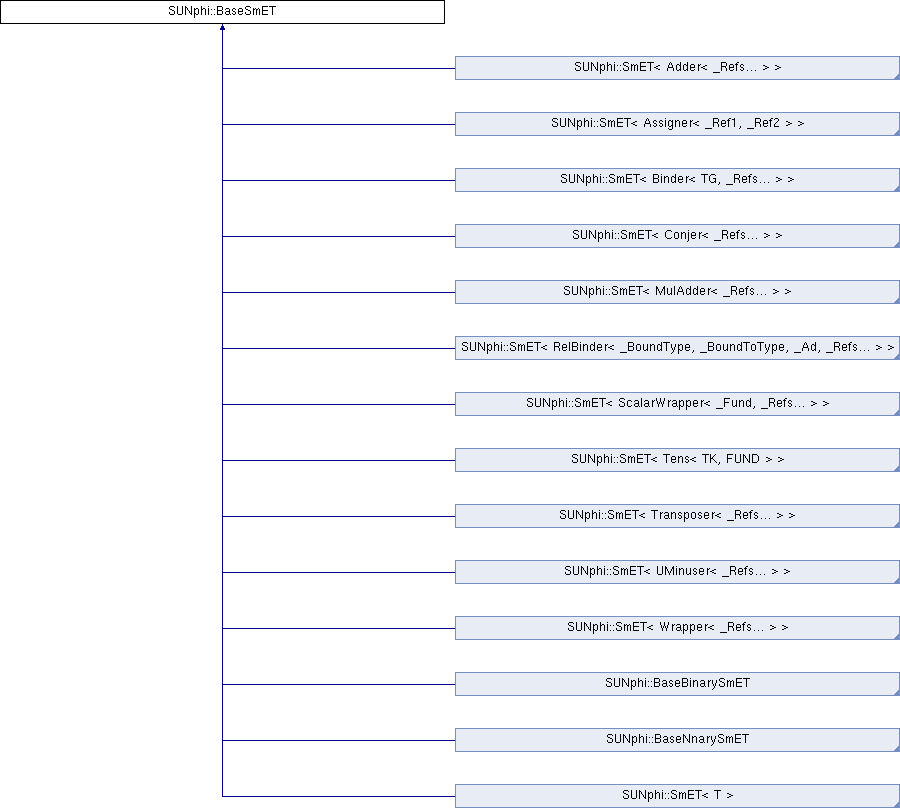 SUNphi::BaseSmET
SUNphi::SmET< Adder< _Refs... > >
SUNphi::SmET< Assigner< _Ref1, _Ref2 > >
SUNphi::SmET< Binder< TG, _Refs... > >
SUNphi::SmET< Conjer< _Refs... > >
SUNphi::SmET< MulAdder< _Refs... > >
SUNphi::SmET< RelBinder< _BoundType, _BoundToType, _Ad, _Refs... > >
SUNphi::SmET< ScalarWrapper< _Fund, _Refs... > >
SUNphi::SmET< Tens< TK, FUND > >
SUNphi::SmET< Transposer< _Refs... > >
SUNphi::SmET< UMinuser< _Refs... > >
SUNphi::SmET< Wrapper< _Refs... > >
SUNphi::BaseBinarySmET
SUNphi::BaseNnarySmET
SUNphi::SmET< T >